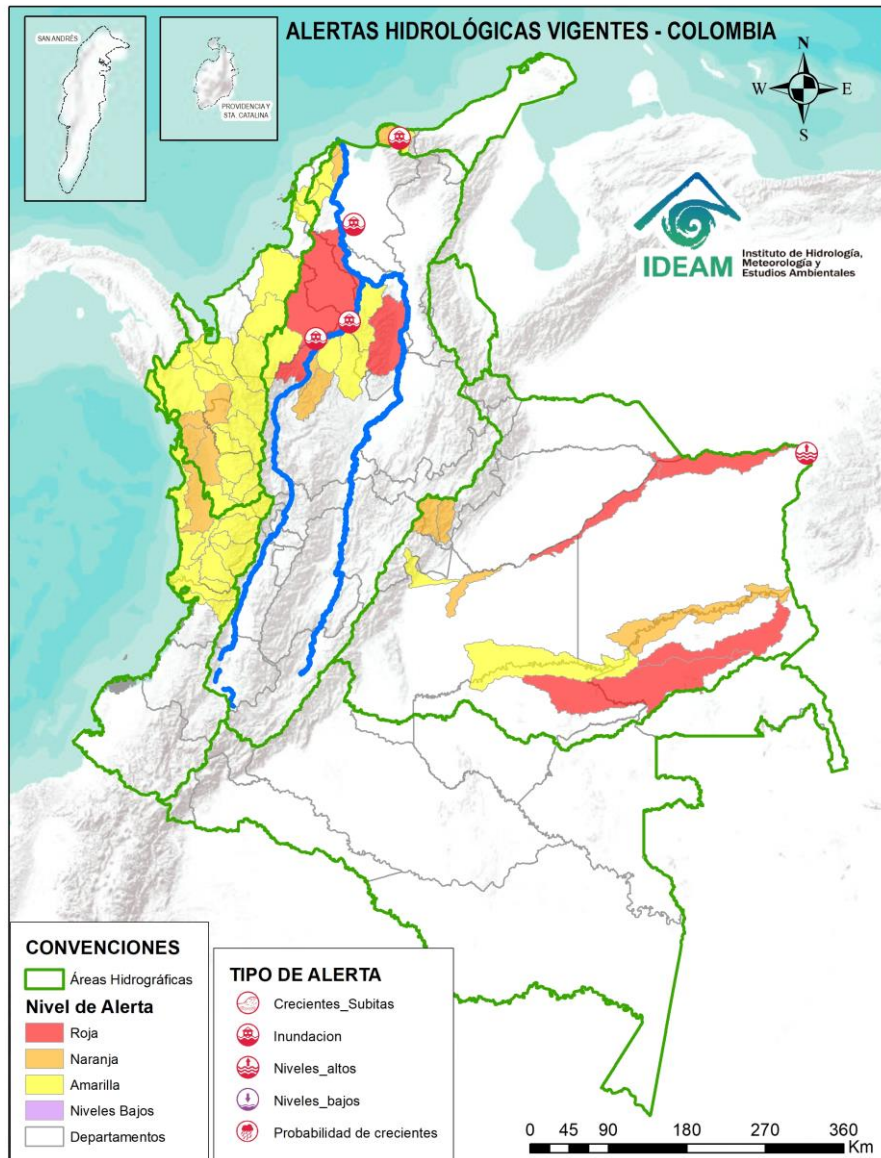 ALERTAS HIDROLÓGICAS VIGENTES - COLOMBIA
SAN ANDRÉS
PROVIDENCIA Y
STA. CATALINA
N
W
E
S
IDEAM
Instituto de Hidrología,
Meteorología y
Estudios Ambientales
CONVENCIONES
Áreas Hidrográficas
Nivel de Alerta
Roja
Naranja
Amarilla
Niveles Bajos
Departamentos
TIPO DE ALERTA
Crecientes_Subitas
Inundacion
Niveles_altos
Niveles_bajos
Probabilidad de crecientes
0 45 90 180 270 360
Km